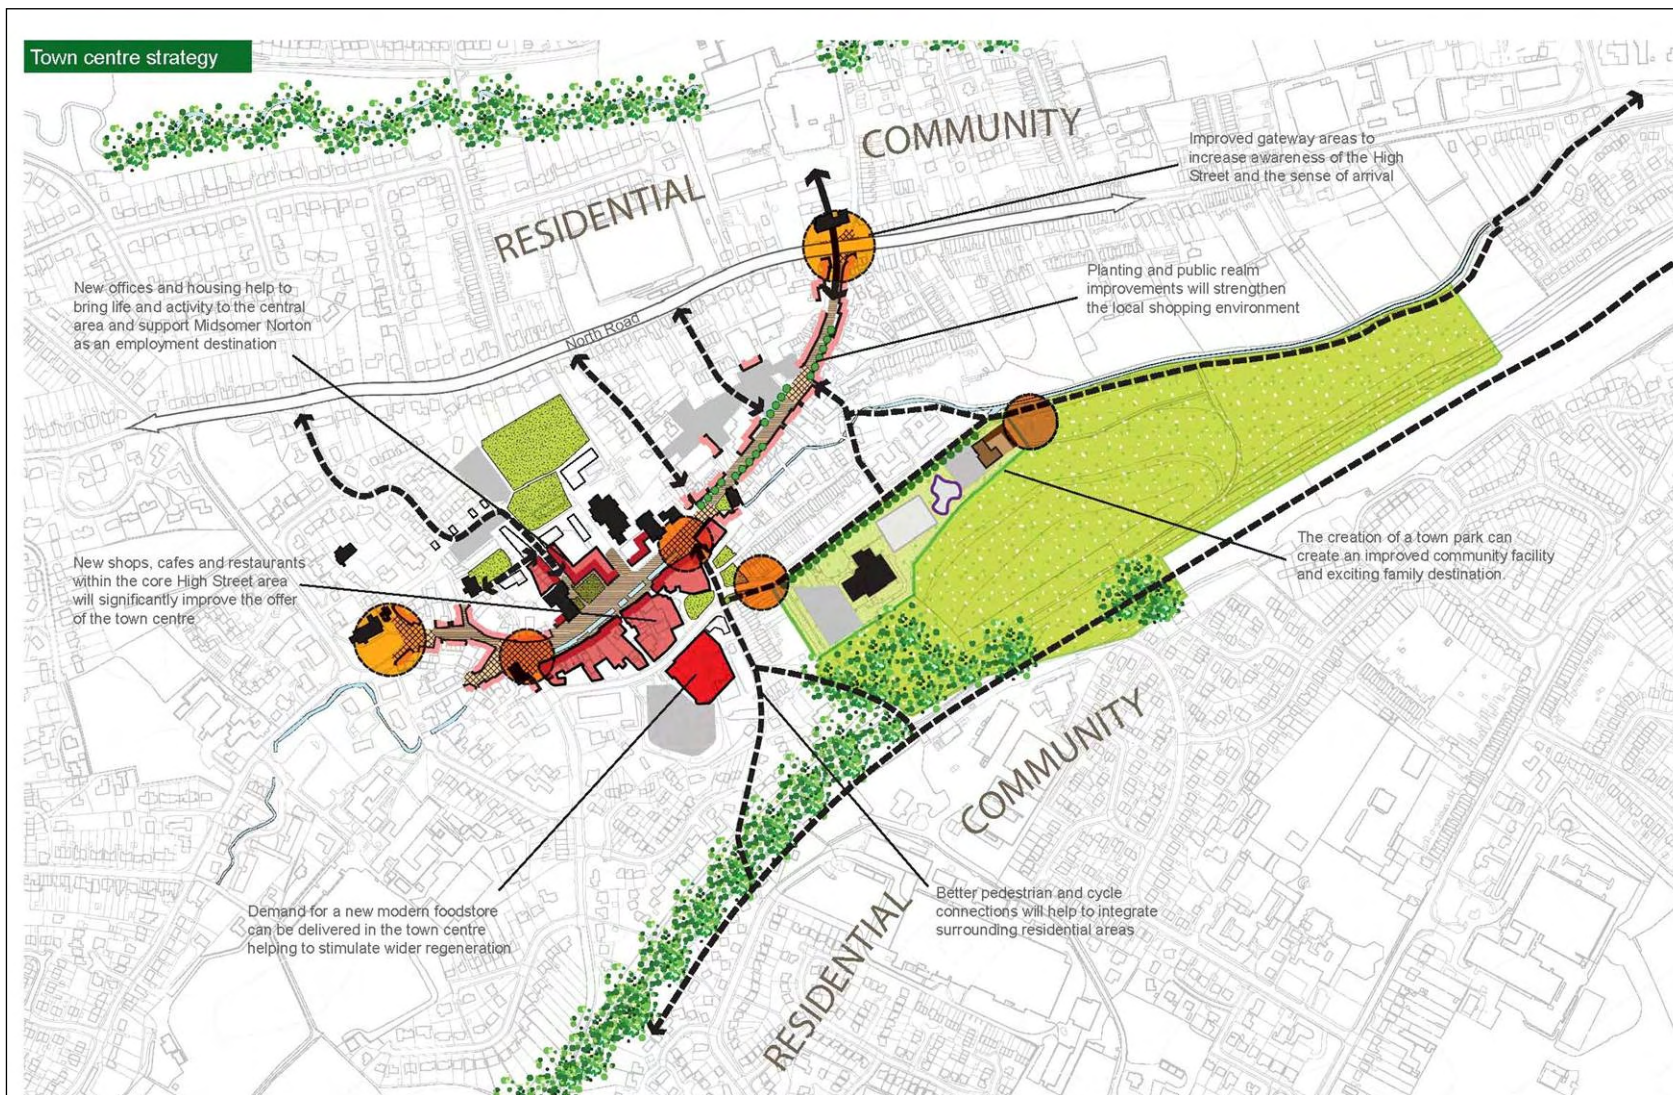 Town centre strategy
COMMUNITY
Improved gateway areas to
increase awareness of the High
Street and the sense of arrival
RESIDENTIAL
New offices and housing help to
bring life and activity to the central
area and support Midsomer Norton
as an employment destination
Planting and public realm
improvements will strengthen
the local shopping environment
North Road
New shops, cafes and restaurants
within the core High Street area
will significantly improve the offer
of the town centre
The creation of a town park can
create an improved community facility
and exciting family destination
COMMUNITY
Demand for a new modern foodstore
can be delivered in the town centre
helping to stimulate wider regeneration
Better pedestrian and cycle
connections will help to integrate
surrounding residential areas
RESIDENTIAL